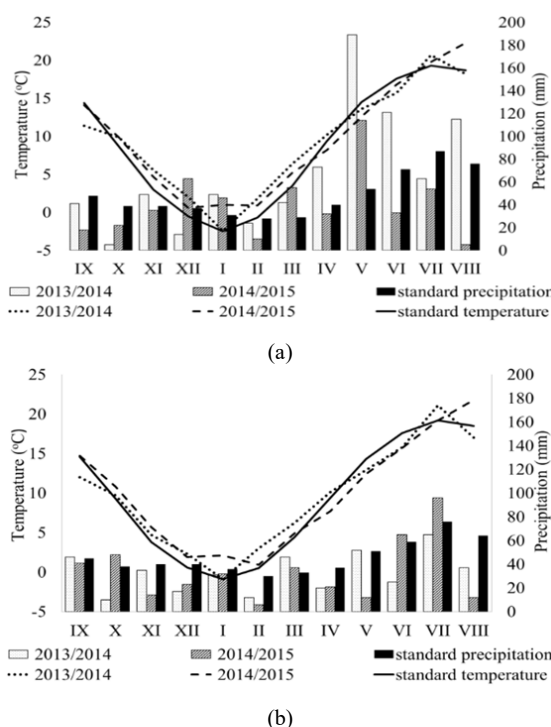 25 200
20 180
15 160
10 140
5 120
0 100
-5 80
60
40
20
0
Temperature (ᵒC)
Precipitation (mm)
IX X XI XII I II III IV V VI VII VIII
2013/2014 2014/2015 standard precipitation
2013/2014 2014/2015 standard temperature
(a)
25 200
20 180
15 160
10 140
5 120
0 100
-5 80
60
40
20
0
Temperature (ᵒC)
Precipitation (mm)
IX X XI XII I II III IV V VI VII VIII
2013/2014 2014/2015 standard precipitation
2013/2014 2014/2015 standard temperature
(b)